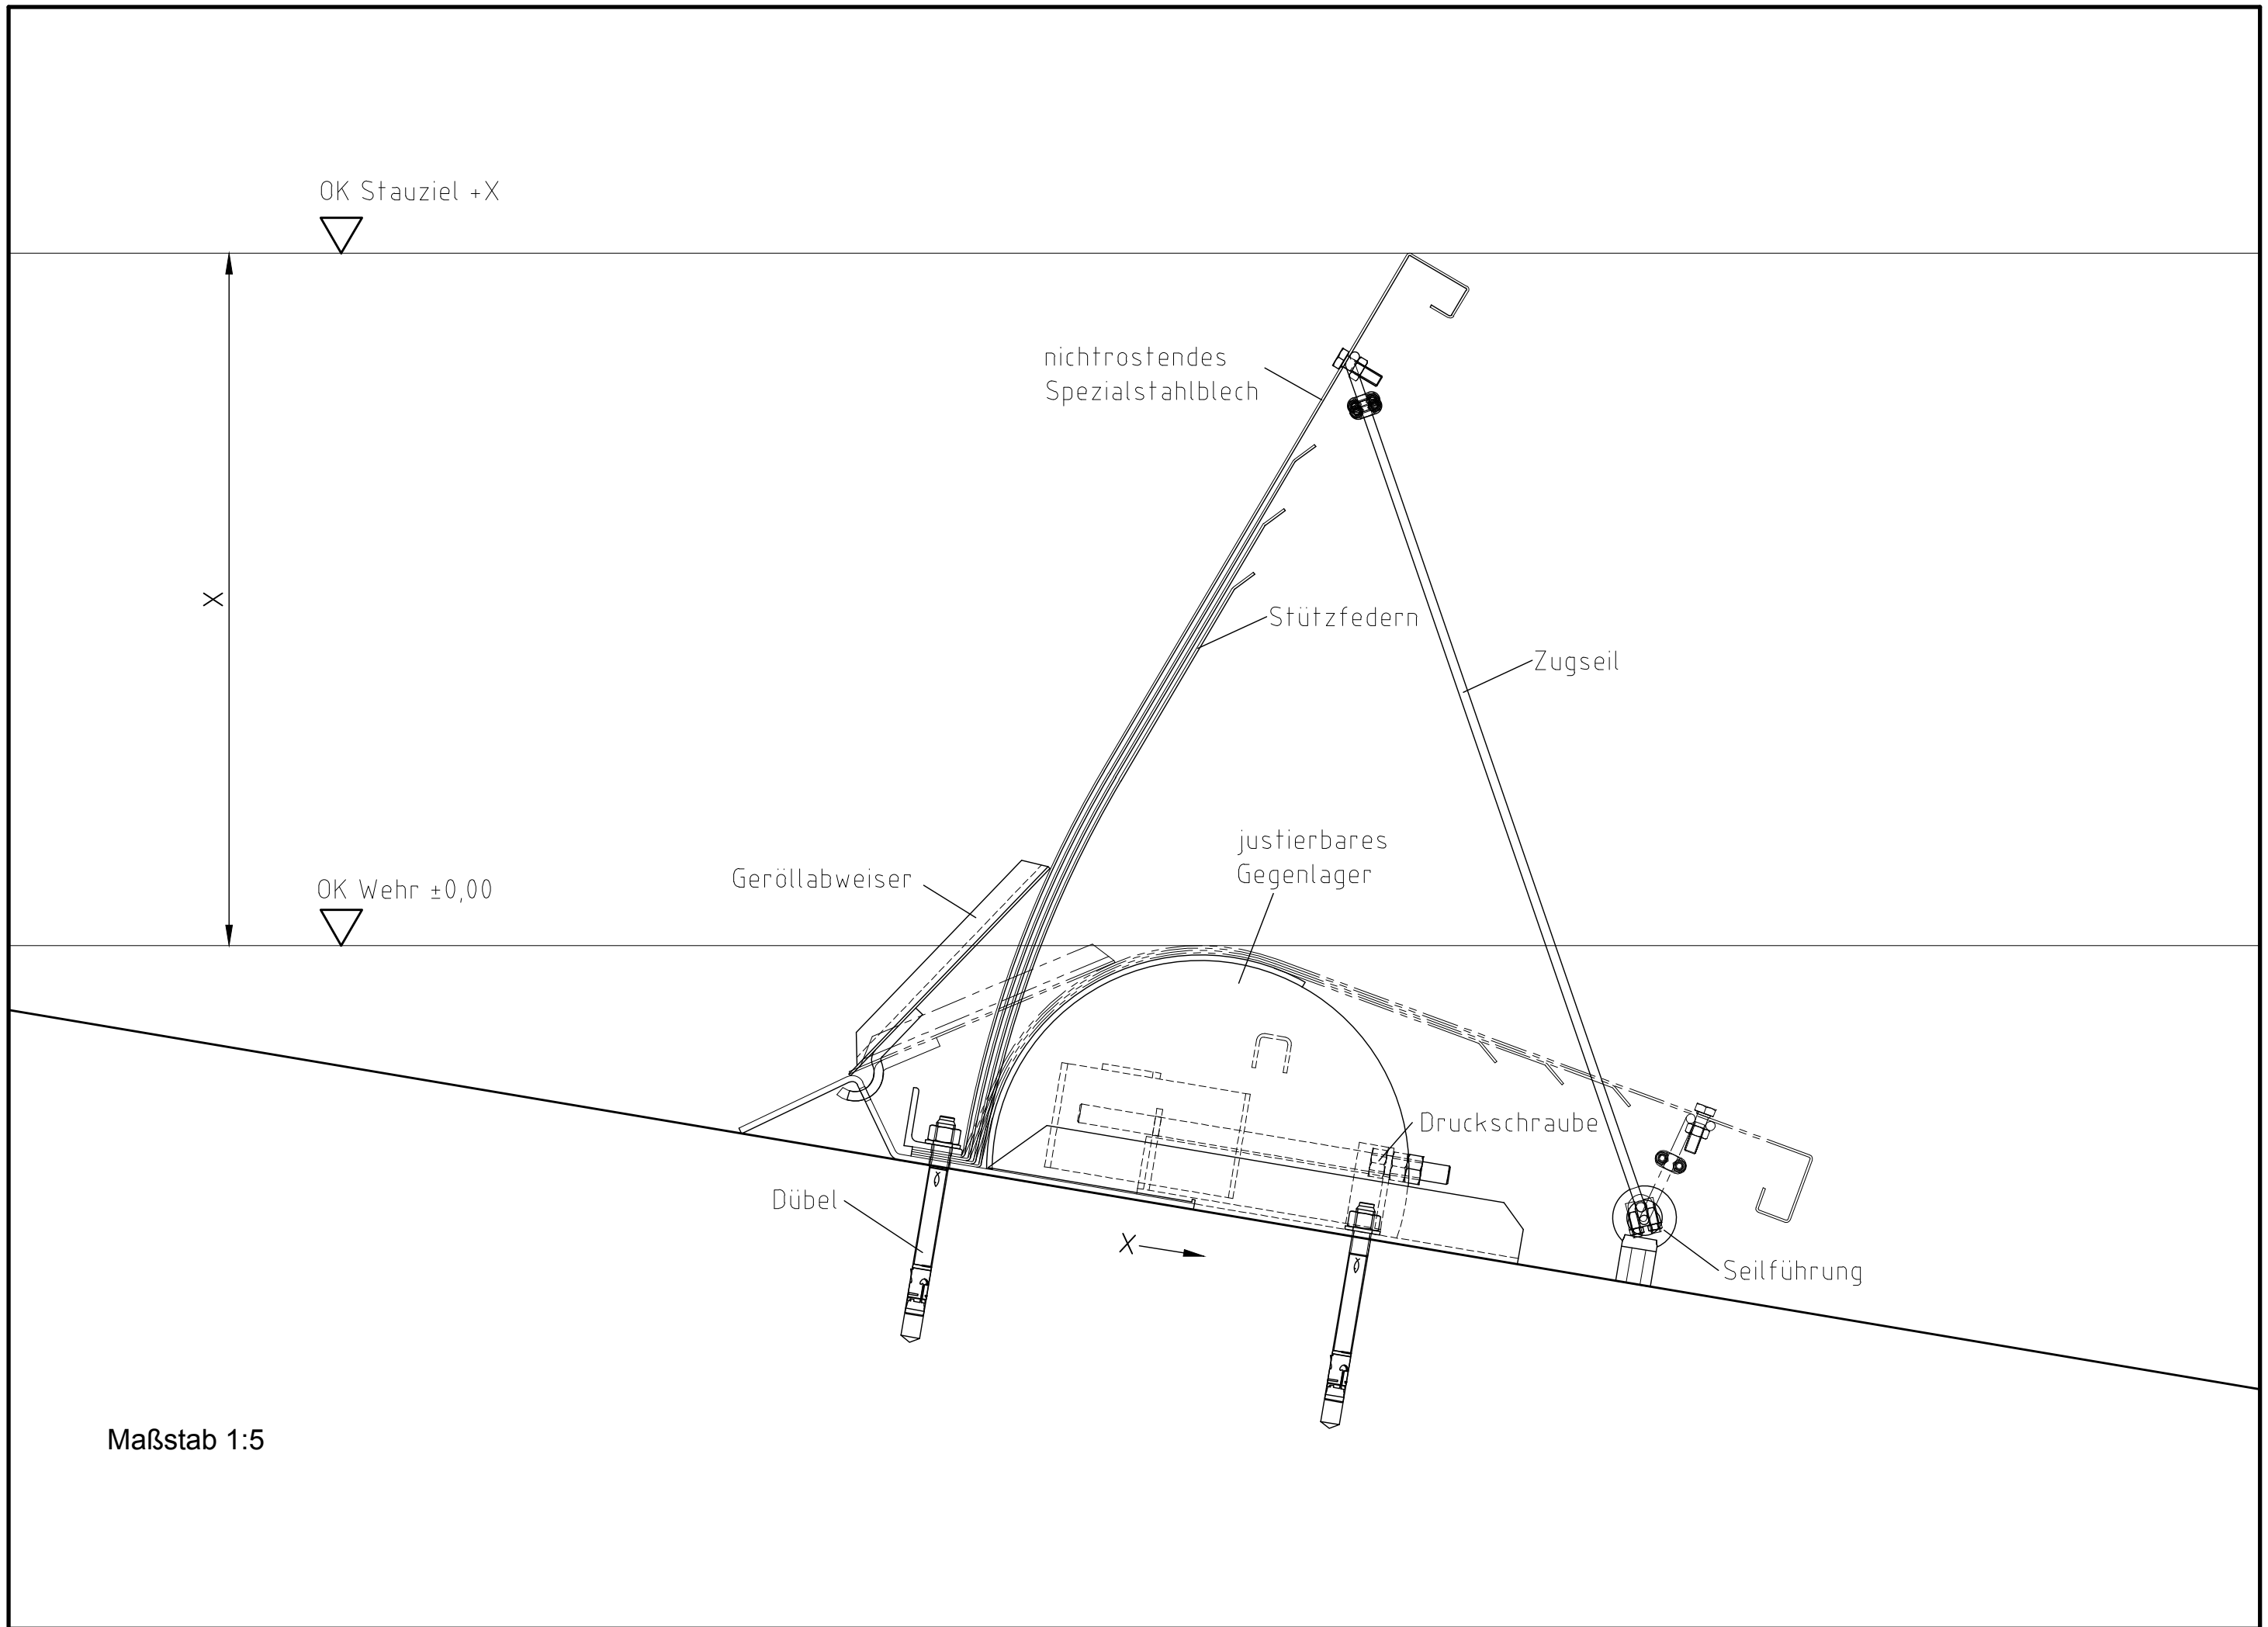 OK Stauziel +X
nichtrostendes
Spezialstahlblech
X
Stützfedern
Zugseil
justierbares
Gegenlager
Geröllabweiser
OK Wehr ±0,00
Druckschraube
Dübel
X
Seilführung
Maßstab 1:5